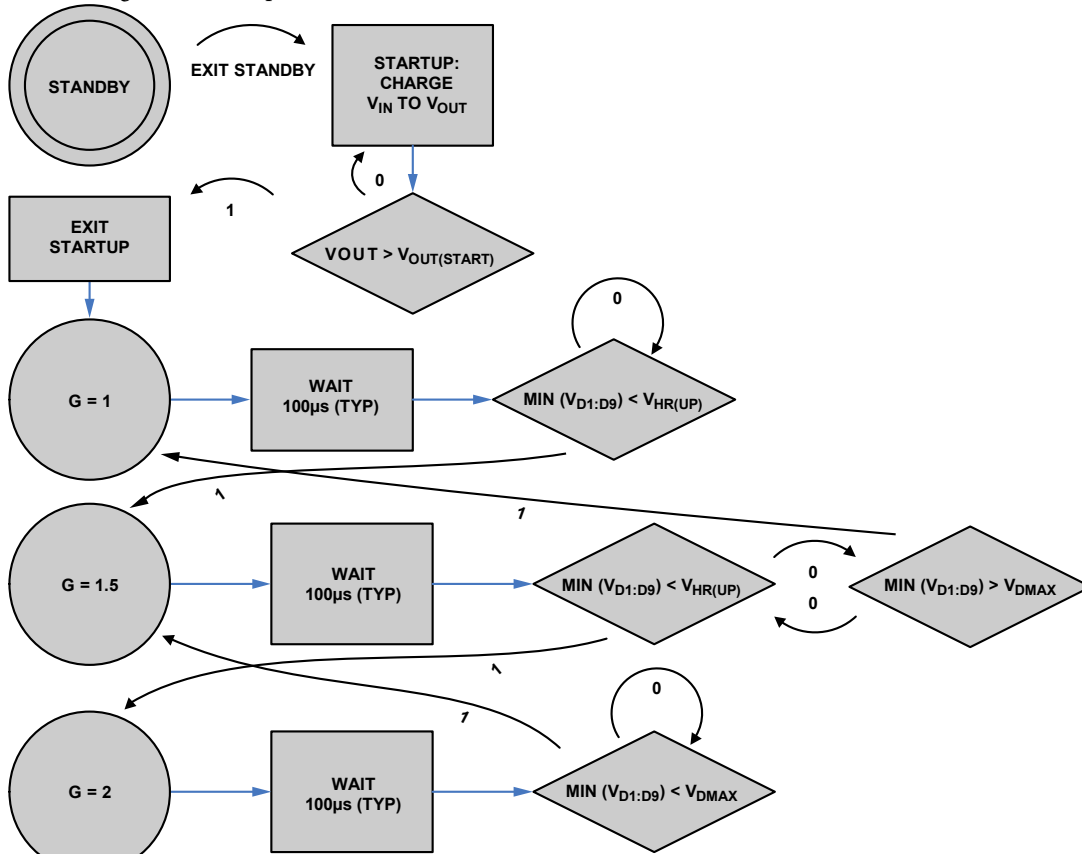 STANDBY
EXIT STANDBY
STARTUP:
CHARGE
VIN TO VOUT
0
1
EXIT
STARTUP
VOUT > VOUT(START)
0
G = 1
WAIT
100µs (TYP)
MIN (VD1:D9) < VHR(UP)
1
1
G = 1.5
WAIT
100µs (TYP)
MIN (VD1:D9) < VHR(UP)
0
0
MIN (VD1:D9) > VDMAX
1
1
0
G = 2
WAIT
100µs (TYP)
MIN (VD1:D9) < VDMAX